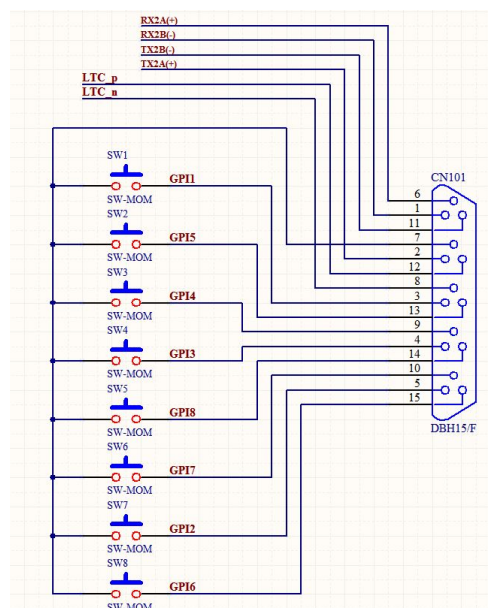 RX2A(+)
RX2B(-)
TX2B(-)
TX2A(+)
LTC_p
LTC_n
SW1
GPI1
SW-MOM
SW2
GPI5
SW-MOM
SW3
GPI4
SW-MOM
SW4
GPI3
SW-MOM
SW5
GPI8
SW-MOM
SW6
GPI7
SW-MOM
SW7
GPI2
SW-MOM
SW8
GPI6
SW-MOM
CN101
6
1
11
7
2
12
8
3
13
9
4
14
10
5
15
DBH15/F